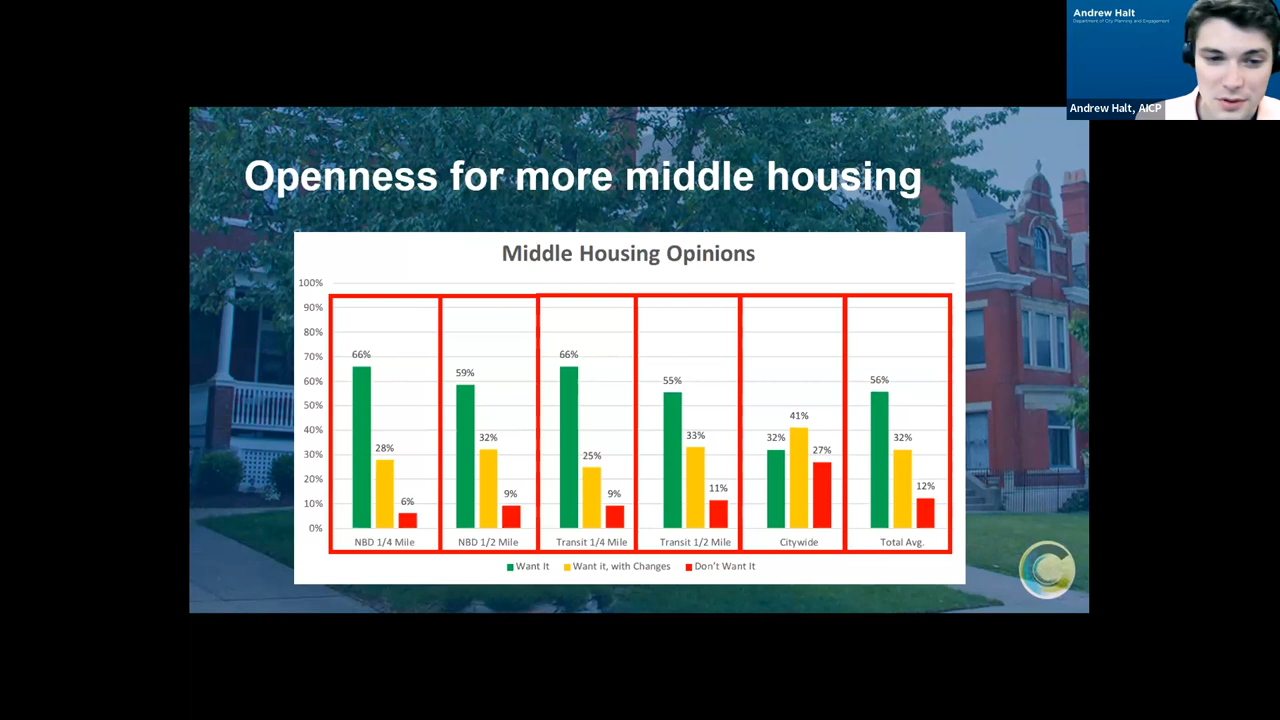 Andrew Halt
Department of City Planning and Engagement
Andrew Halt, AICP
Openness for more middle housing
Middle Housing Opinions
100%
90%
80%
70%
60%
50%
40%
30%
20%
10%
0%
66%
28%
6%
59%
32%
9%
66%
25%
9%
55%
33%
11%
32%
41%
27%
56%
32%
12%
NBD 1/4 Mile
NBD 1/2 Mile
Transit 1/4 Mile
Transit 1/2 Mile
Citywide
Total Avg.
Want It
Want it, with Changes
Don't Want It